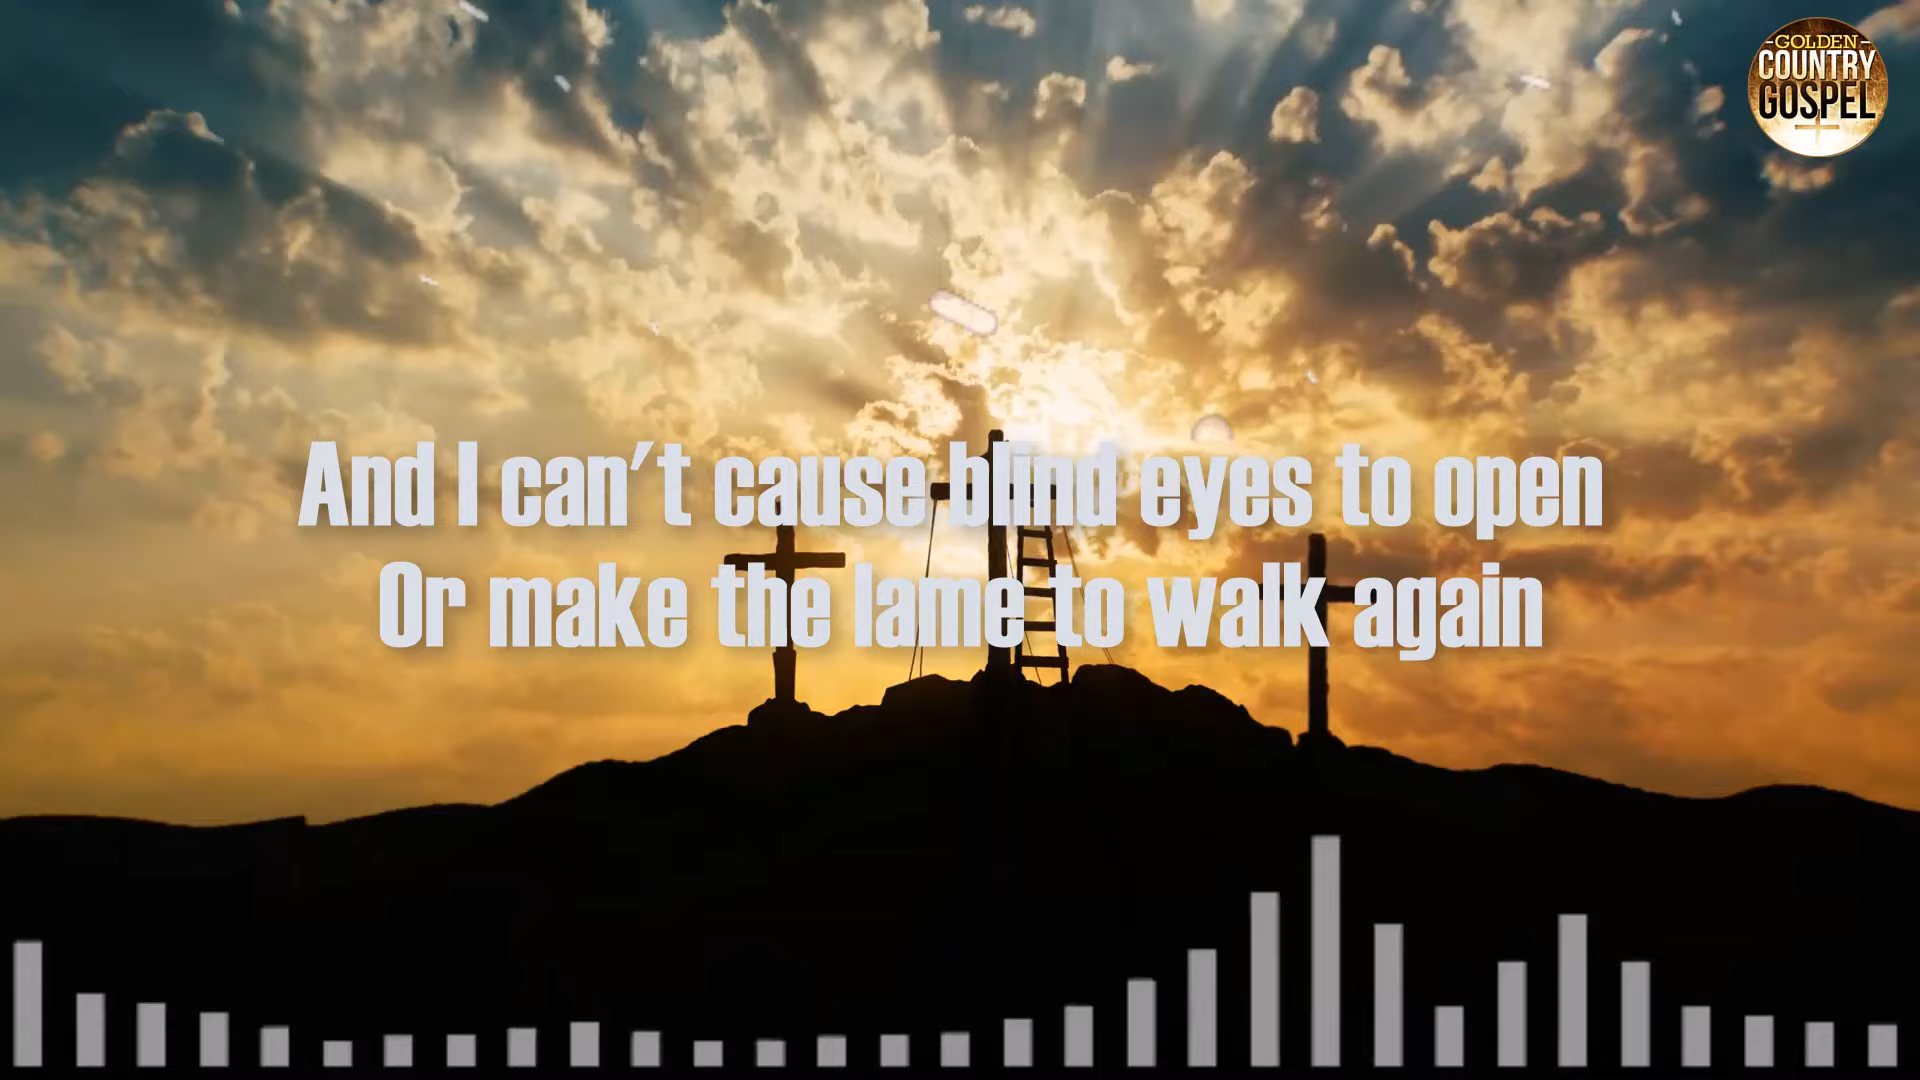 -GOLDEN-
COUNTRY
GOSPEL
And I can't cause blind eyes to open
Or make the lame to walk again